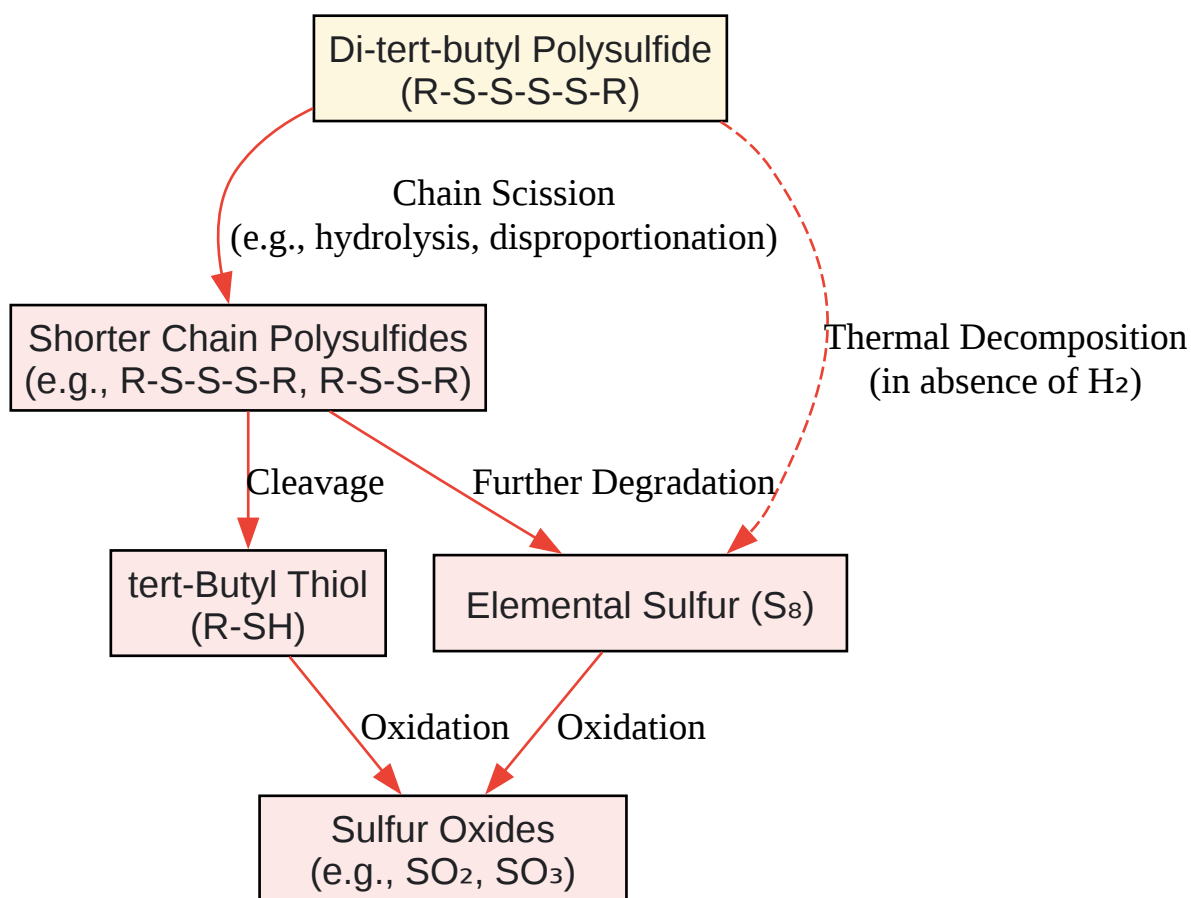 Di-tert-butyl Polysulfide
(R-S-S-S-S-R)
Chain Scission
(e.g., hydrolysis, disproportionation)
Shorter Chain Polysulfides
(e.g., R-S-S-S-R, R-S-S-R)
Thermal Decomposition
(in absence of H₂)
Cleavage
Further Degradation
tert-Butyl Thiol
(R-SH)
Elemental Sulfur (S₈)
Oxidation
Oxidation
Sulfur Oxides
(e.g., SO₂, SO₃)